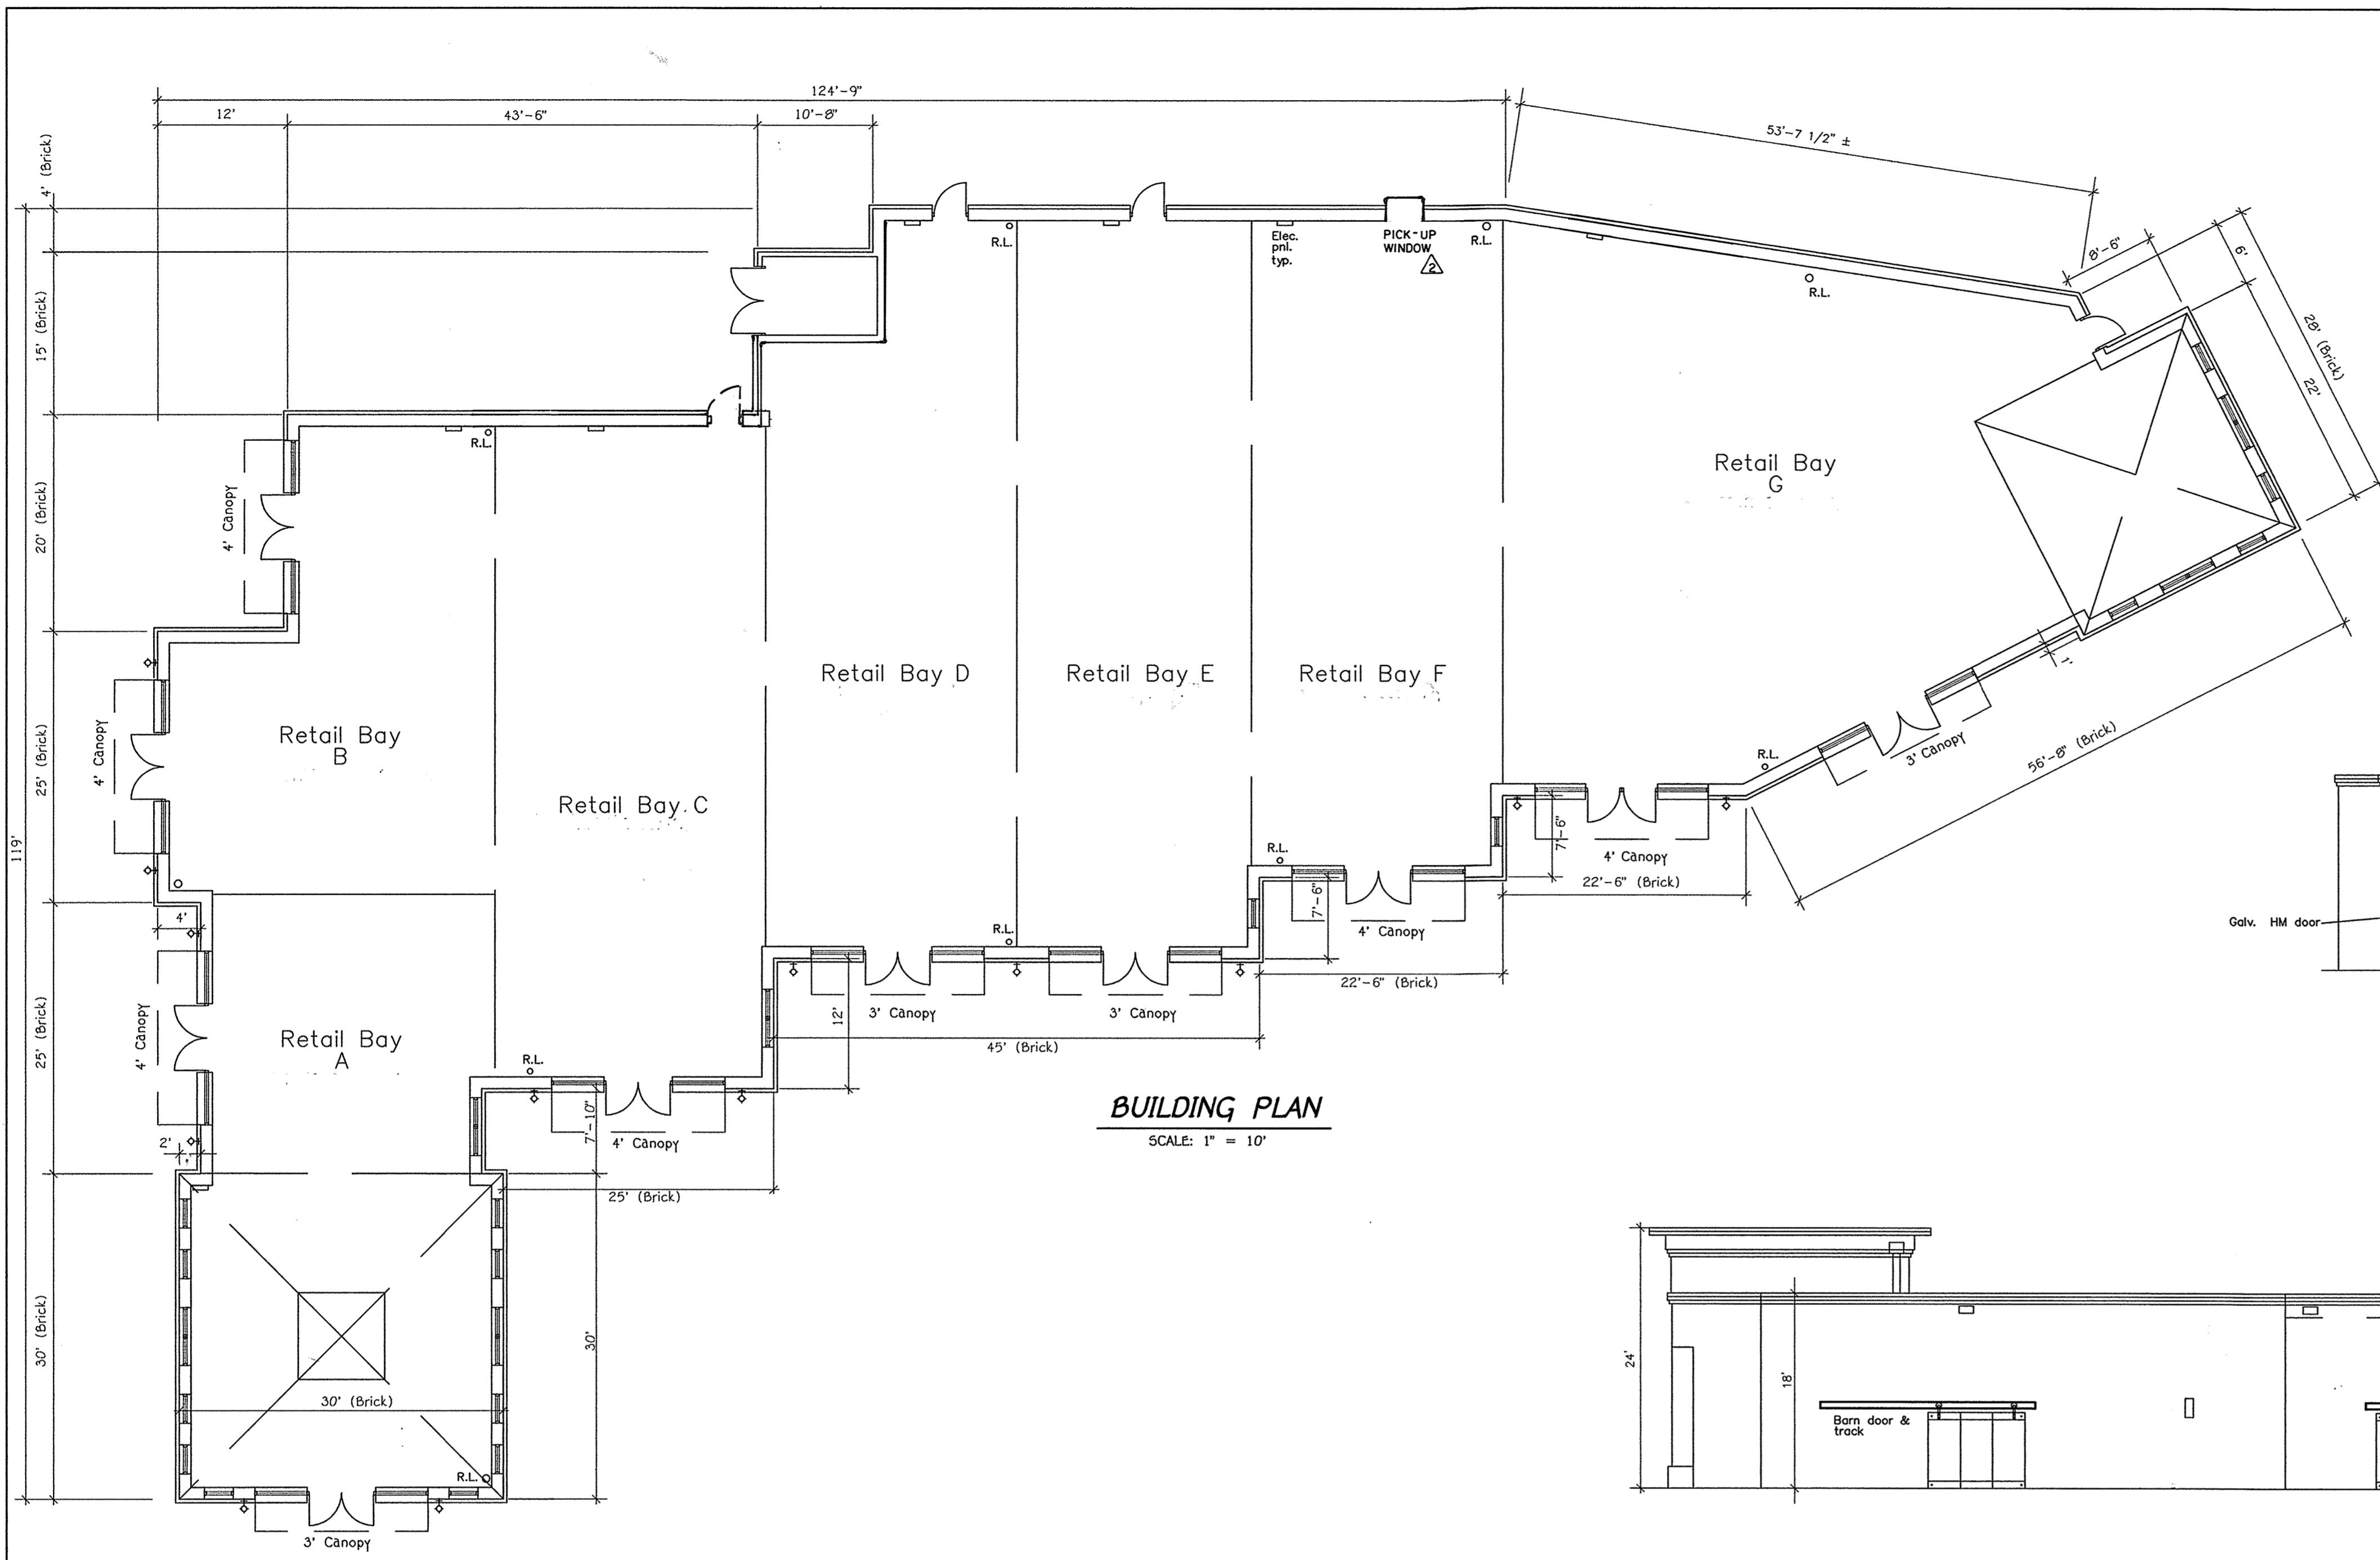 124'-9"
12'
43'-6"
10'-8"
53'-7 1/2" ±
4' (Brick)
15' (Brick)
20' (Brick)
25' (Brick)
25' (Brick)
30' (Brick)
119'
8'-6"
6'
28' (Brick)
22'
R.L.
Elec.
pnl.
typ.
PICK-UP
WINDOW
2
R.L.
R.L.
R.L.
4' Canopy
Retail Bay
G
Retail Bay D
Retail Bay E
Retail Bay F
1'
4' Canopy
Retail Bay
B
3' Canopy
56'-8" (Brick)
R.L.
Retail Bay C
7'-6"
4' Canopy
22'-6" (Brick)
R.L.
7'-6"
4' Canopy
22'-6" (Brick)
Galv. HM door
4'
R.L.
3' Canopy
3' Canopy
12'
45' (Brick)
4' Canopy
Retail Bay
A
R.L.
7'-10"
4' Canopy
2'
25' (Brick)
BUILDING PLAN
SCALE: 1" = 10'
30'
30' (Brick)
R.L.
3' Canopy
24'
18'
Barn door &
track